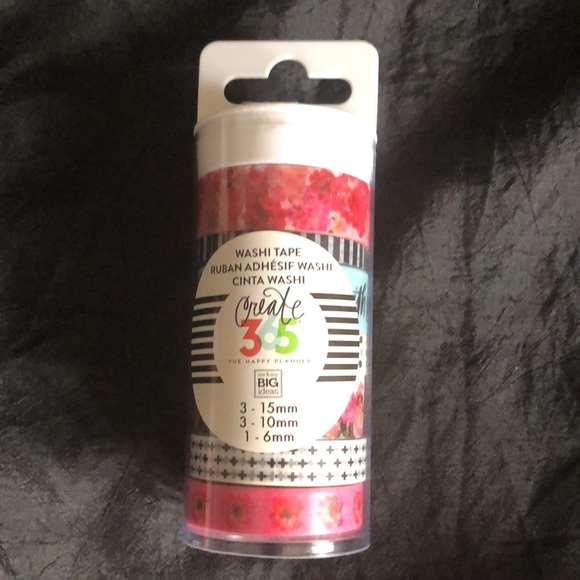 WASHI TAPE
RUBAN ADHÉSIF WASHI
CINTA WASHI
Create
365™
THE HAPPY PLANNER
me & my
BIG
ideas
3 - 15mm
3 - 10mm
1 - 6mm